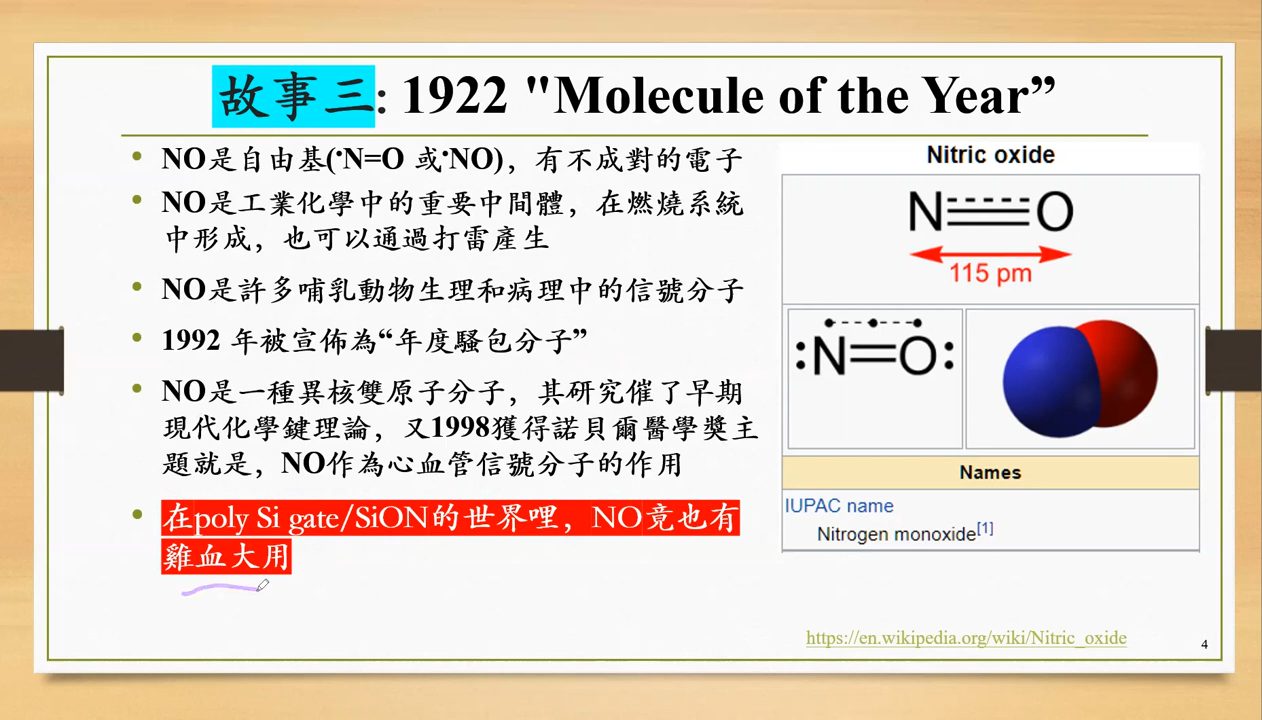 故事三: 1922 "Molecule of the Year”
• NO是自由基(•N=O 或•NO)，有不成對的電子
• NO是工業化學中的重要中間體，在燃燒系統
中形成，也可以通過打雷產生
• NO是許多哺乳動物生理和病理中的信號分子
• 1992 年被宣佈為“年度騷包分子”
• NO是一種異核雙原子分子，其研究催了早期
現代化學鍵理論，又1998獲得諾貝爾醫學獎主
題就是，NO作為心血管信號分子的作用
• 在poly Si gate/SiON的世界哩，NO竟也有
雞血大用
Nitric oxide
N O
115 pm
:N=O:
Names
IUPAC name
Nitrogen monoxide[1]
https://en.wikipedia.org/wiki/Nitric_oxide
4